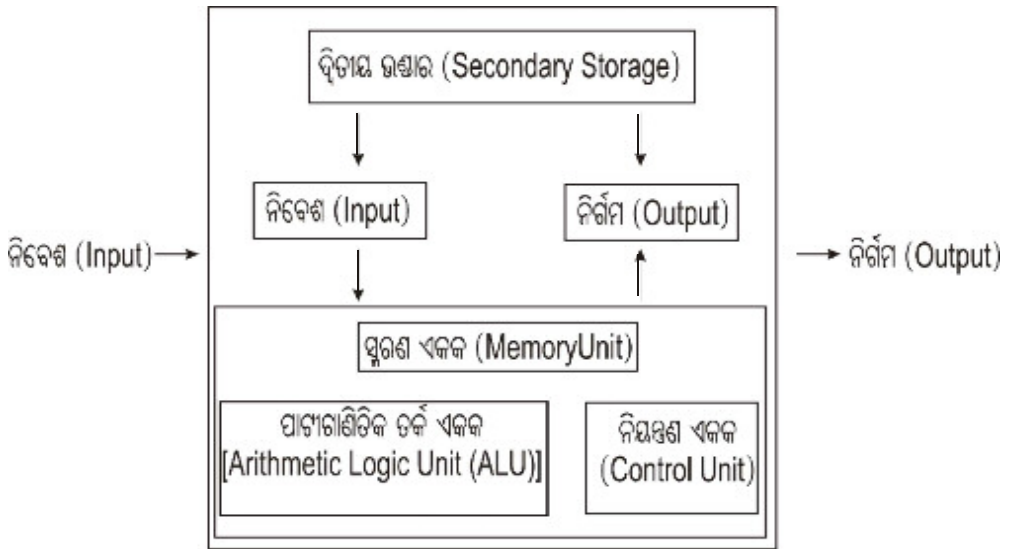 ଦ୍ୱିତୀୟ ଭଣ୍ଡାର (Secondary Storage)
ନିବେଶ (Input)
ନିର୍ଗମ (Output)
ନିବେଶ (Input)
ନିର୍ଗମ (Output)
ସ୍ମରଣ ଏକକ (MemoryUnit)
ପାଟୀଗାଣିତିକ ତର୍କ ଏକକ
[Arithmetic Logic Unit (ALU)]
ନିୟନ୍ତ୍ରଣ ଏକକ
(Control Unit)